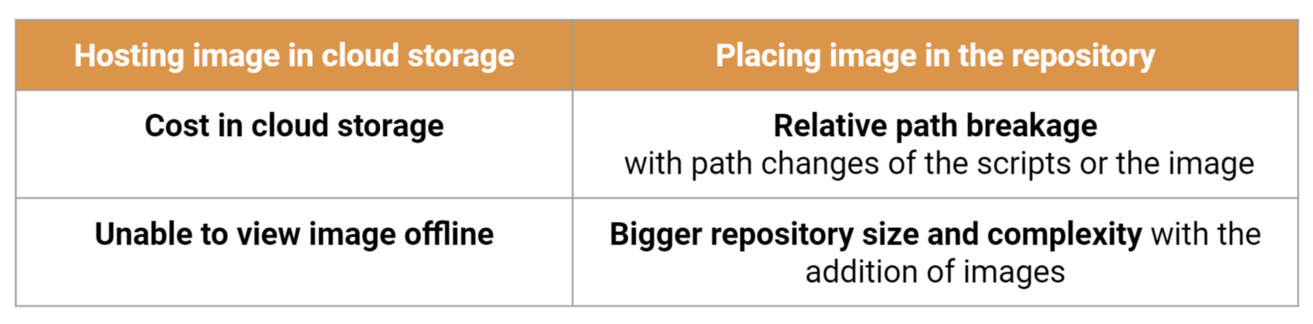 Hosting image in cloud storage
Placing image in the repository
Cost in cloud storage
Relative path breakage
with path changes of the scripts or the image
Unable to view image offline
Bigger repository size and complexity with the
addition of images